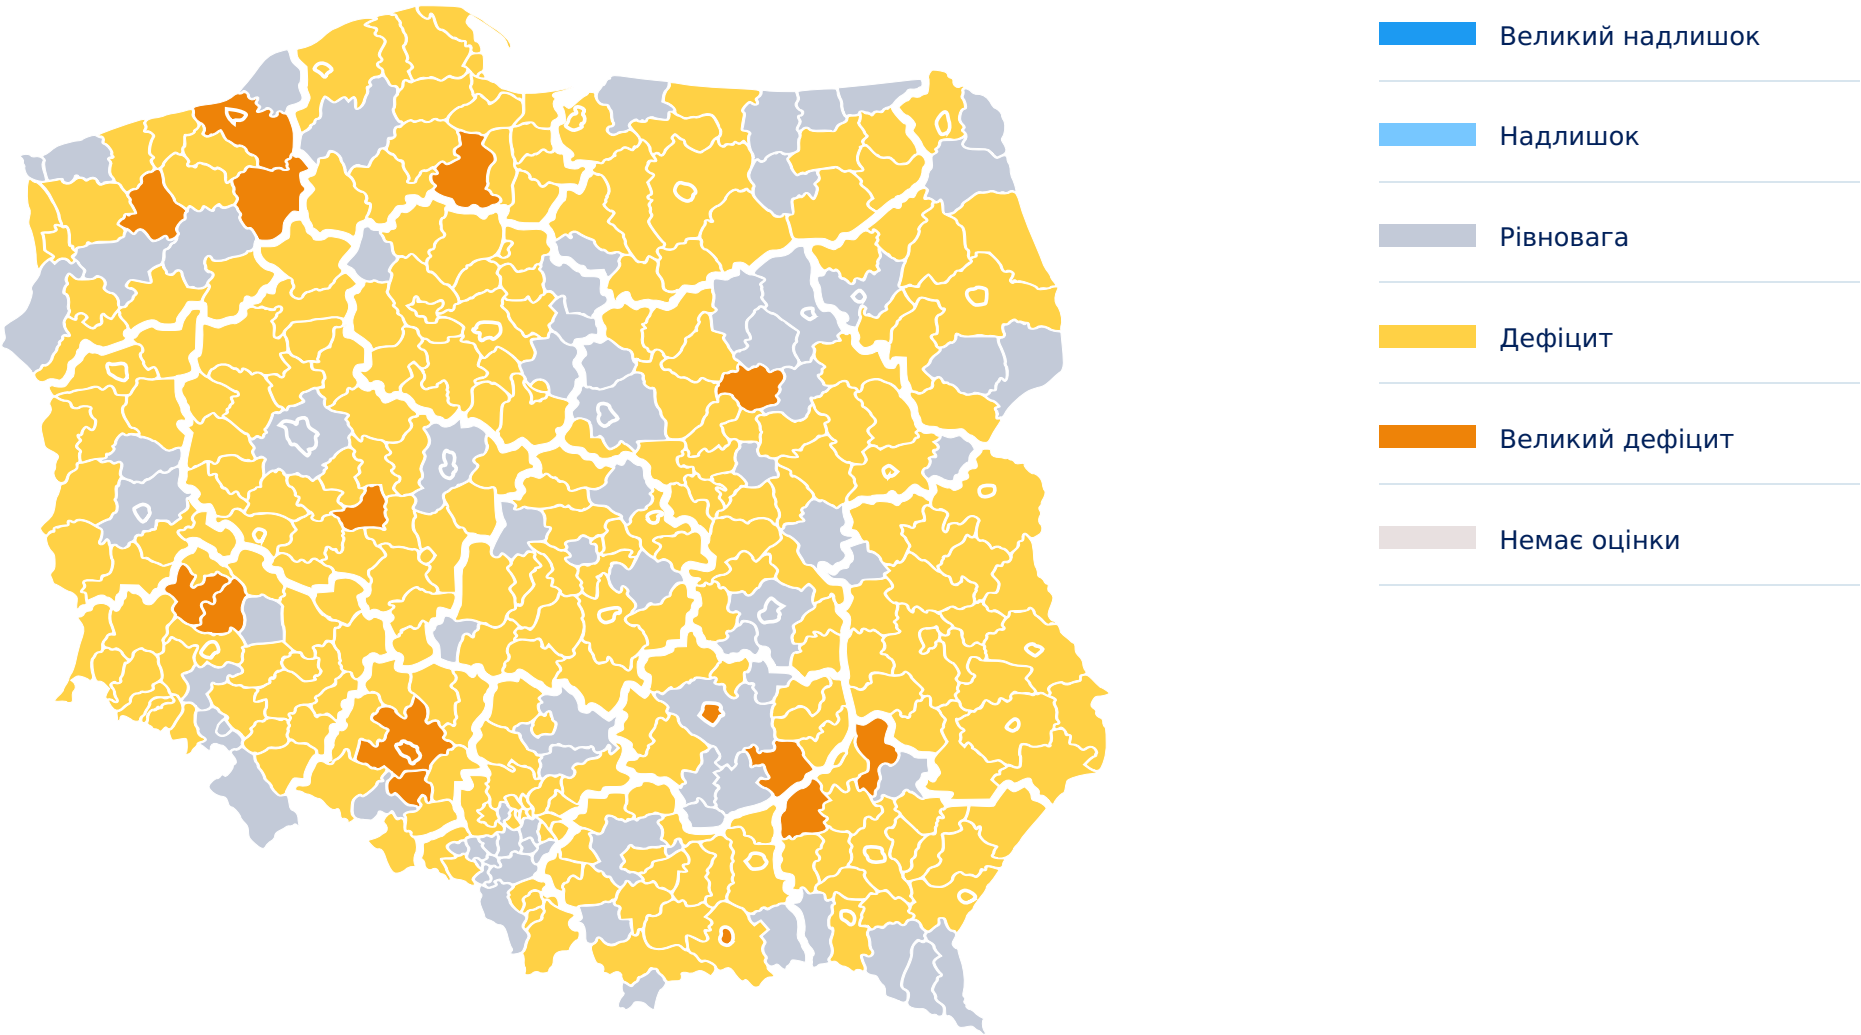 Великий надлишок
Надлишок
Рівновага
Дефіцит
Великий дефіцит
Немає оцінки